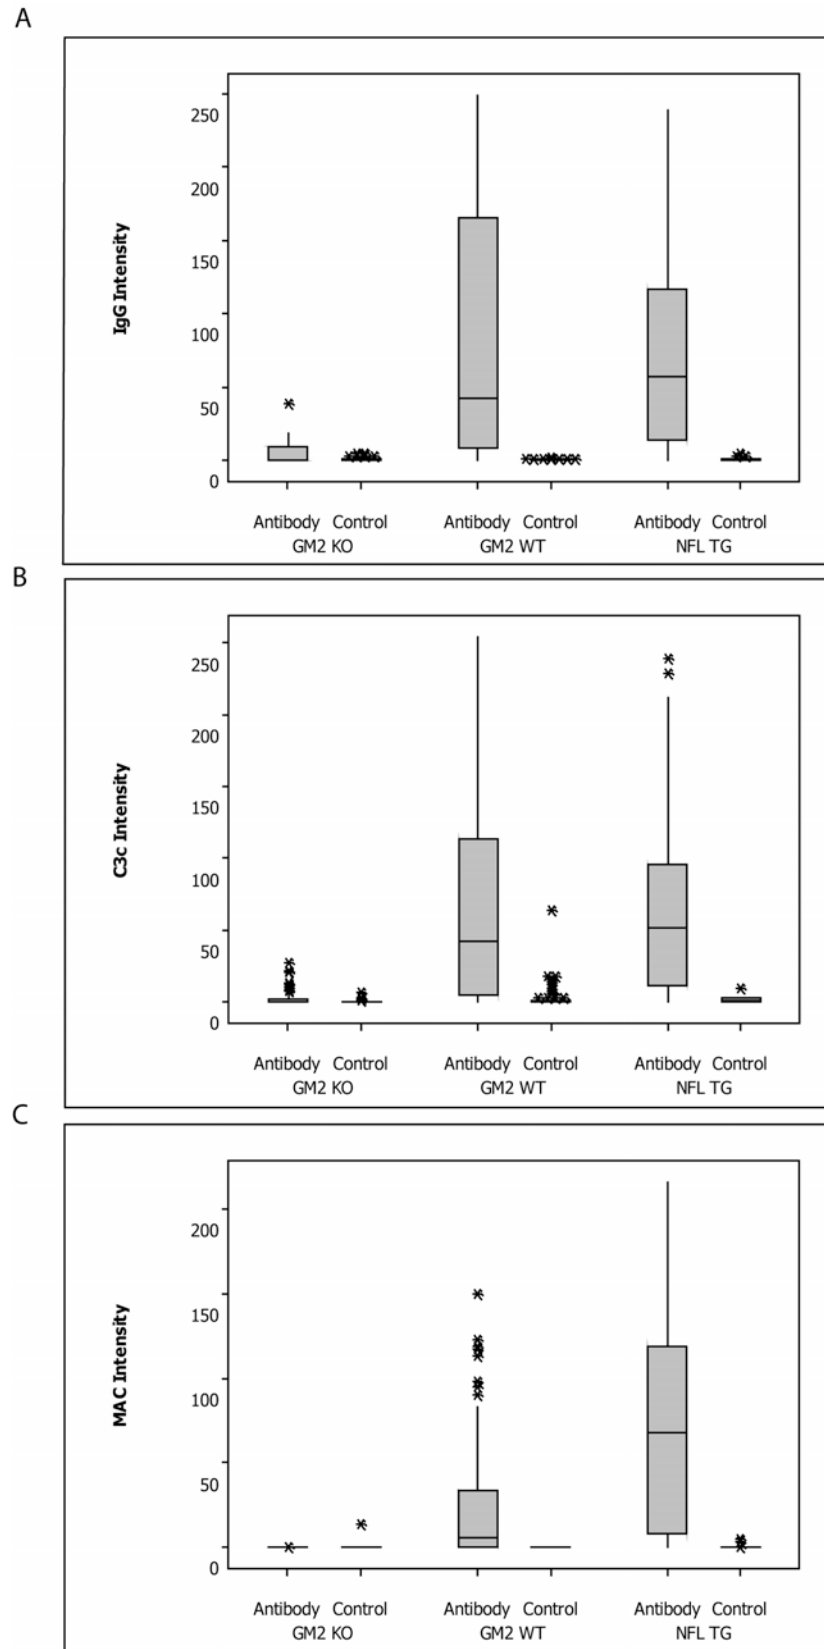 A
IgG Intensity
250
200
150
100
50
0
Antibody Control Antibody Control Antibody Control
GM2 KO GM2 WT NFL TG
B
C3c Intensity
250
200
150
100
50
0
Antibody Control Antibody Control Antibody Control
GM2 KO GM2 WT NFL TG
C
MAC Intensity
200
150
100
50
0
Antibody Control Antibody Control Antibody Control
GM2 KO GM2 WT NFL TG